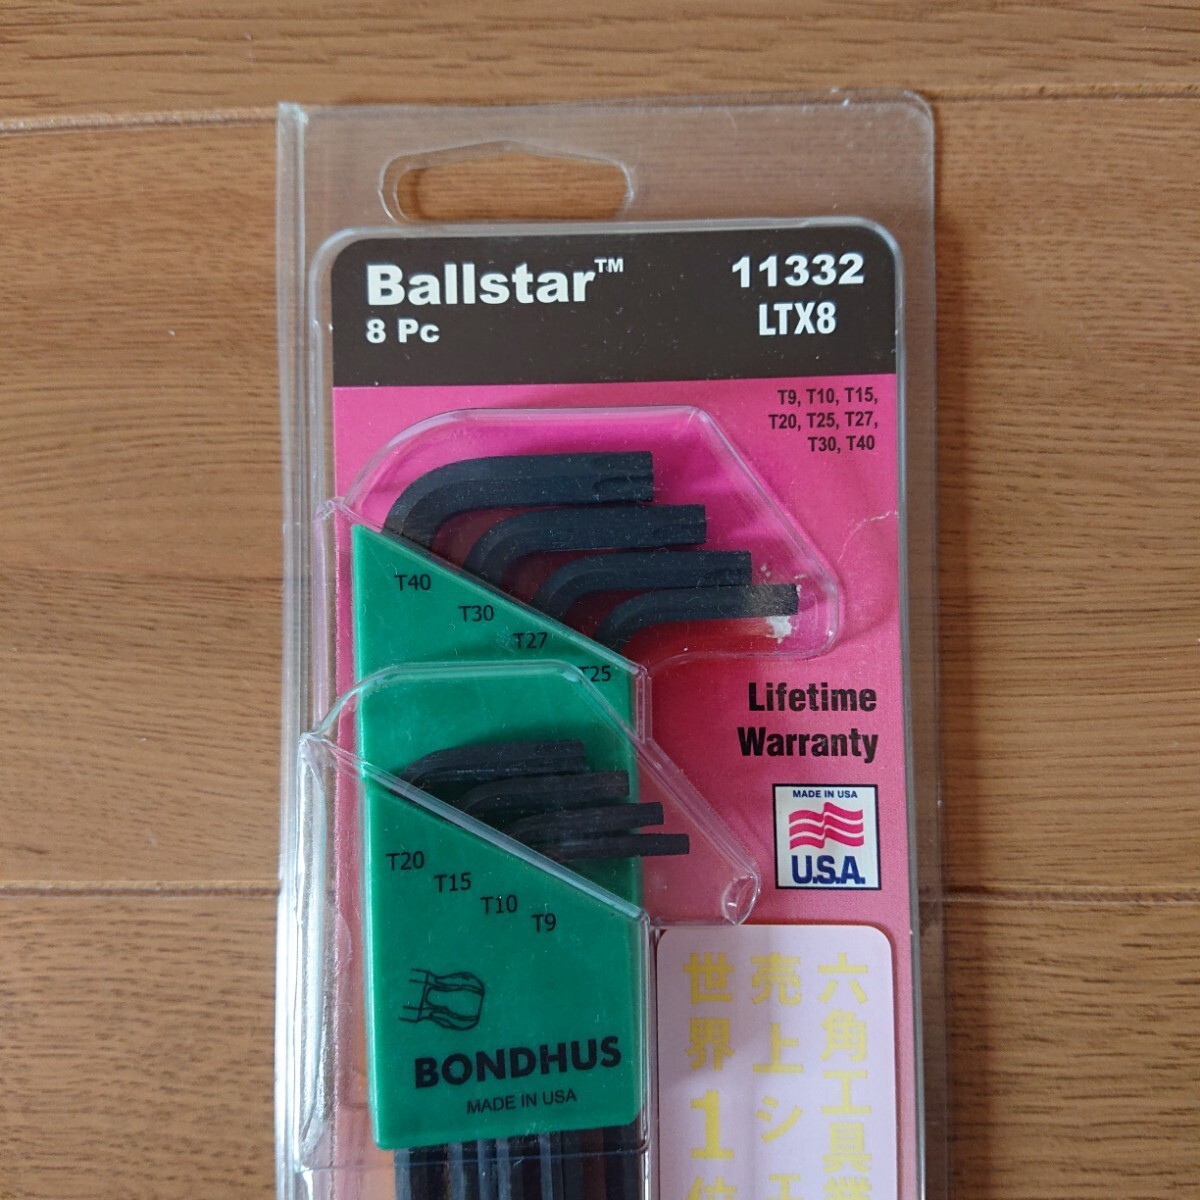 Ballstar™
8 Pc
11332
LTX8
T9, T10, T15,
T20, T25, T27,
T30, T40
T40
T30
T27
T25
Lifetime
Warranty
MADE IN USA
U.S.A.
T20
T15
T10
T9
BONDHUS
MADE IN USA
六角工具業
売上シェ
世界1位